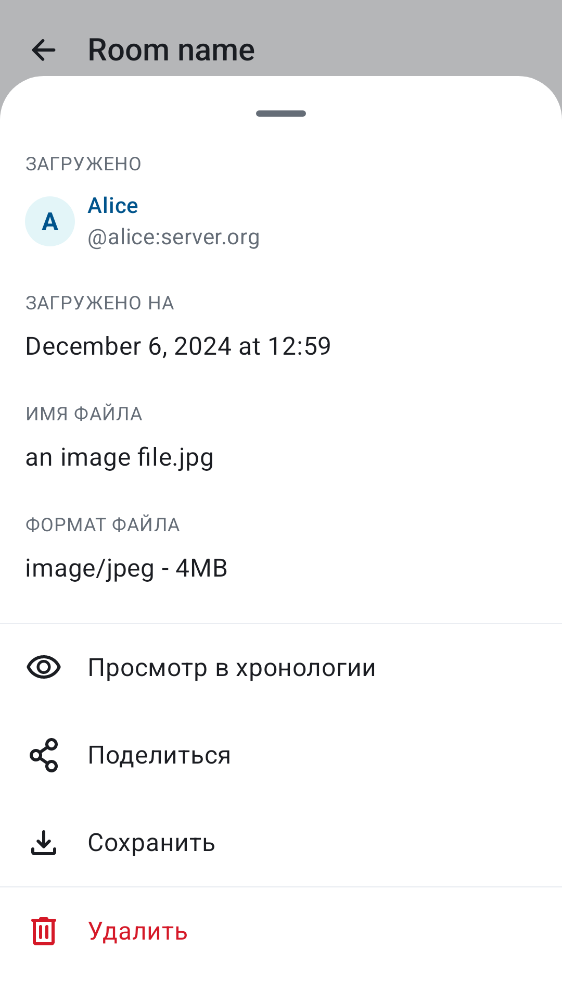 Room name
ЗАГРУЖЕНО
A
Alice
@alice:server.org
ЗАГРУЖЕНО НА
December 6, 2024 at 12:59
ИМЯ ФАЙЛА
an image file.jpg
ФОРМАТ ФАЙЛА
image/jpeg - 4MB
Просмотр в хронологии
Поделиться
Сохранить
Удалить